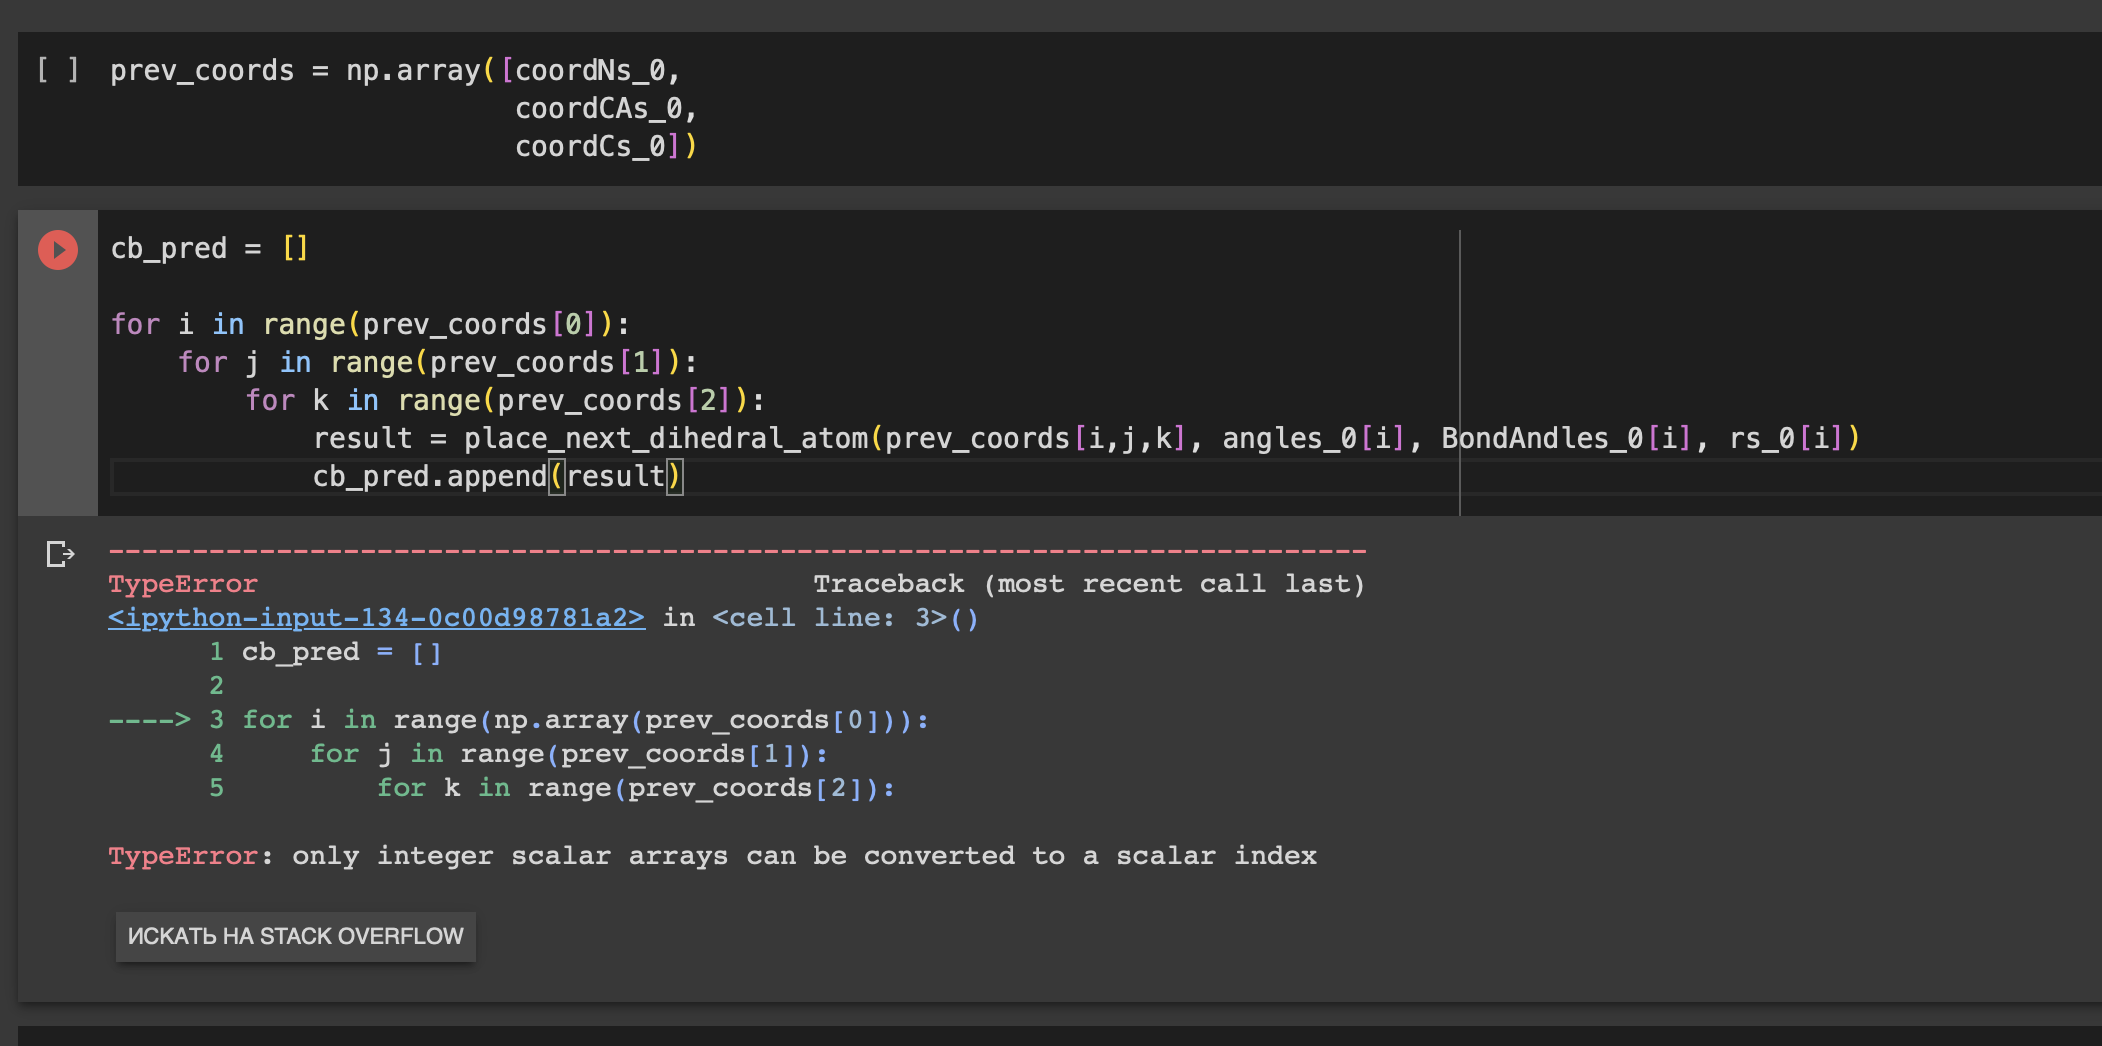 [ ] prev_coords = np.array([coordNs_0,
coordCAs_0,
coordCs_0])
cb_pred = []
for i in range(prev_coords[0]):
for j in range(prev_coords[1]):
for k in range(prev_coords[2]):
result = place_next_dihedral_atom(prev_coords[i,j,k], angles_0[i], BondAndles_0[i], rs_0[i])
cb_pred.append(result)
---------------------------------------------------------------------------
TypeError Traceback (most recent call last)
<ipython-input-134-0c00d98781a2> in <cell line: 3>()
1 cb_pred = []
2
----> 3 for i in range(np.array(prev_coords[0])):
4 for j in range(prev_coords[1]):
5 for k in range(prev_coords[2]):
TypeError: only integer scalar arrays can be converted to a scalar index
ИСКАТЬ НА STACK OVERFLOW